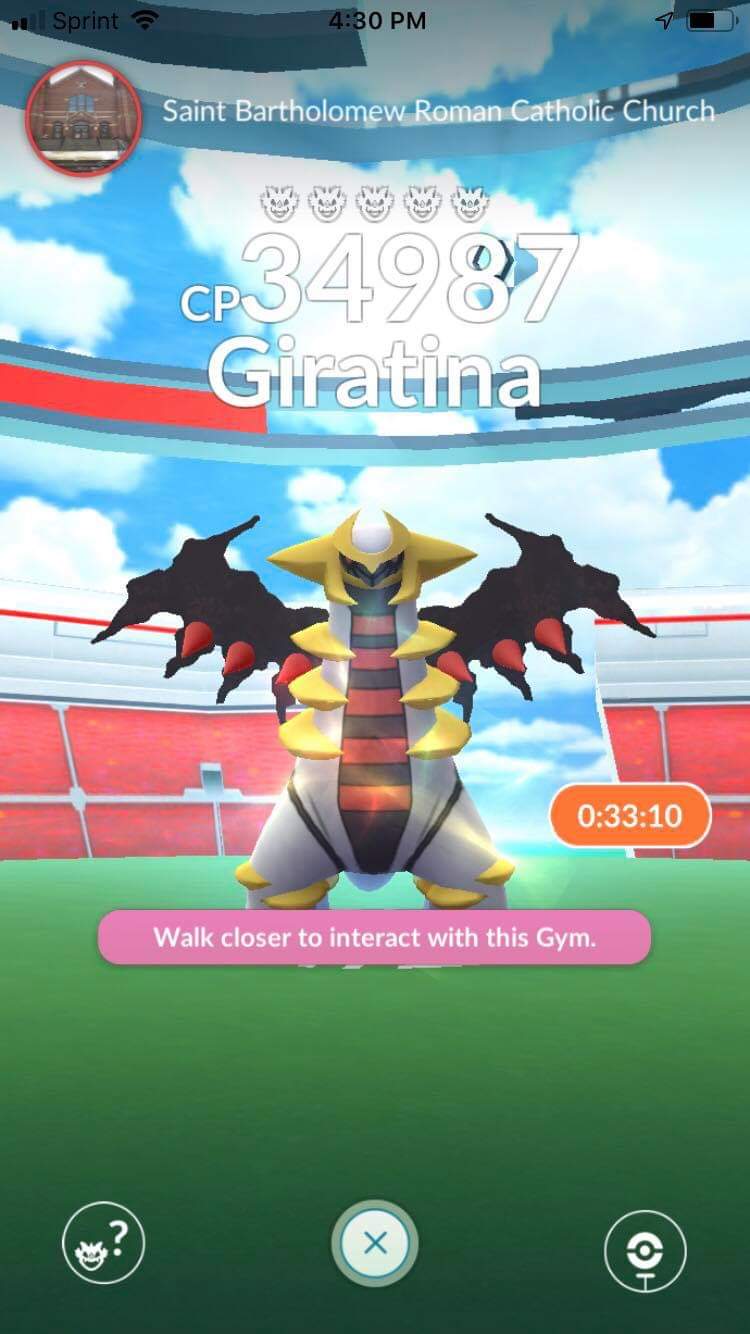 Sprint 4:30 PM
Saint Bartholomew Roman Catholic Church
CP34987
Giratina
0:33:10
Walk closer to interact with this Gym.
?